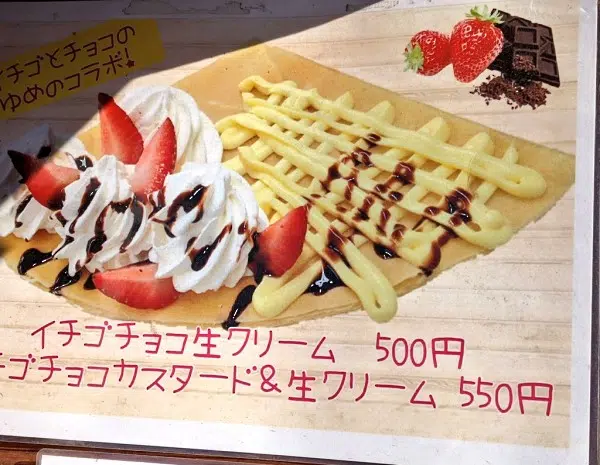 イチゴとチョコの
ゆめのコラボ!
イチゴチョコ生クリーム 500円
チゴチョコカスタード&生クリーム 550円